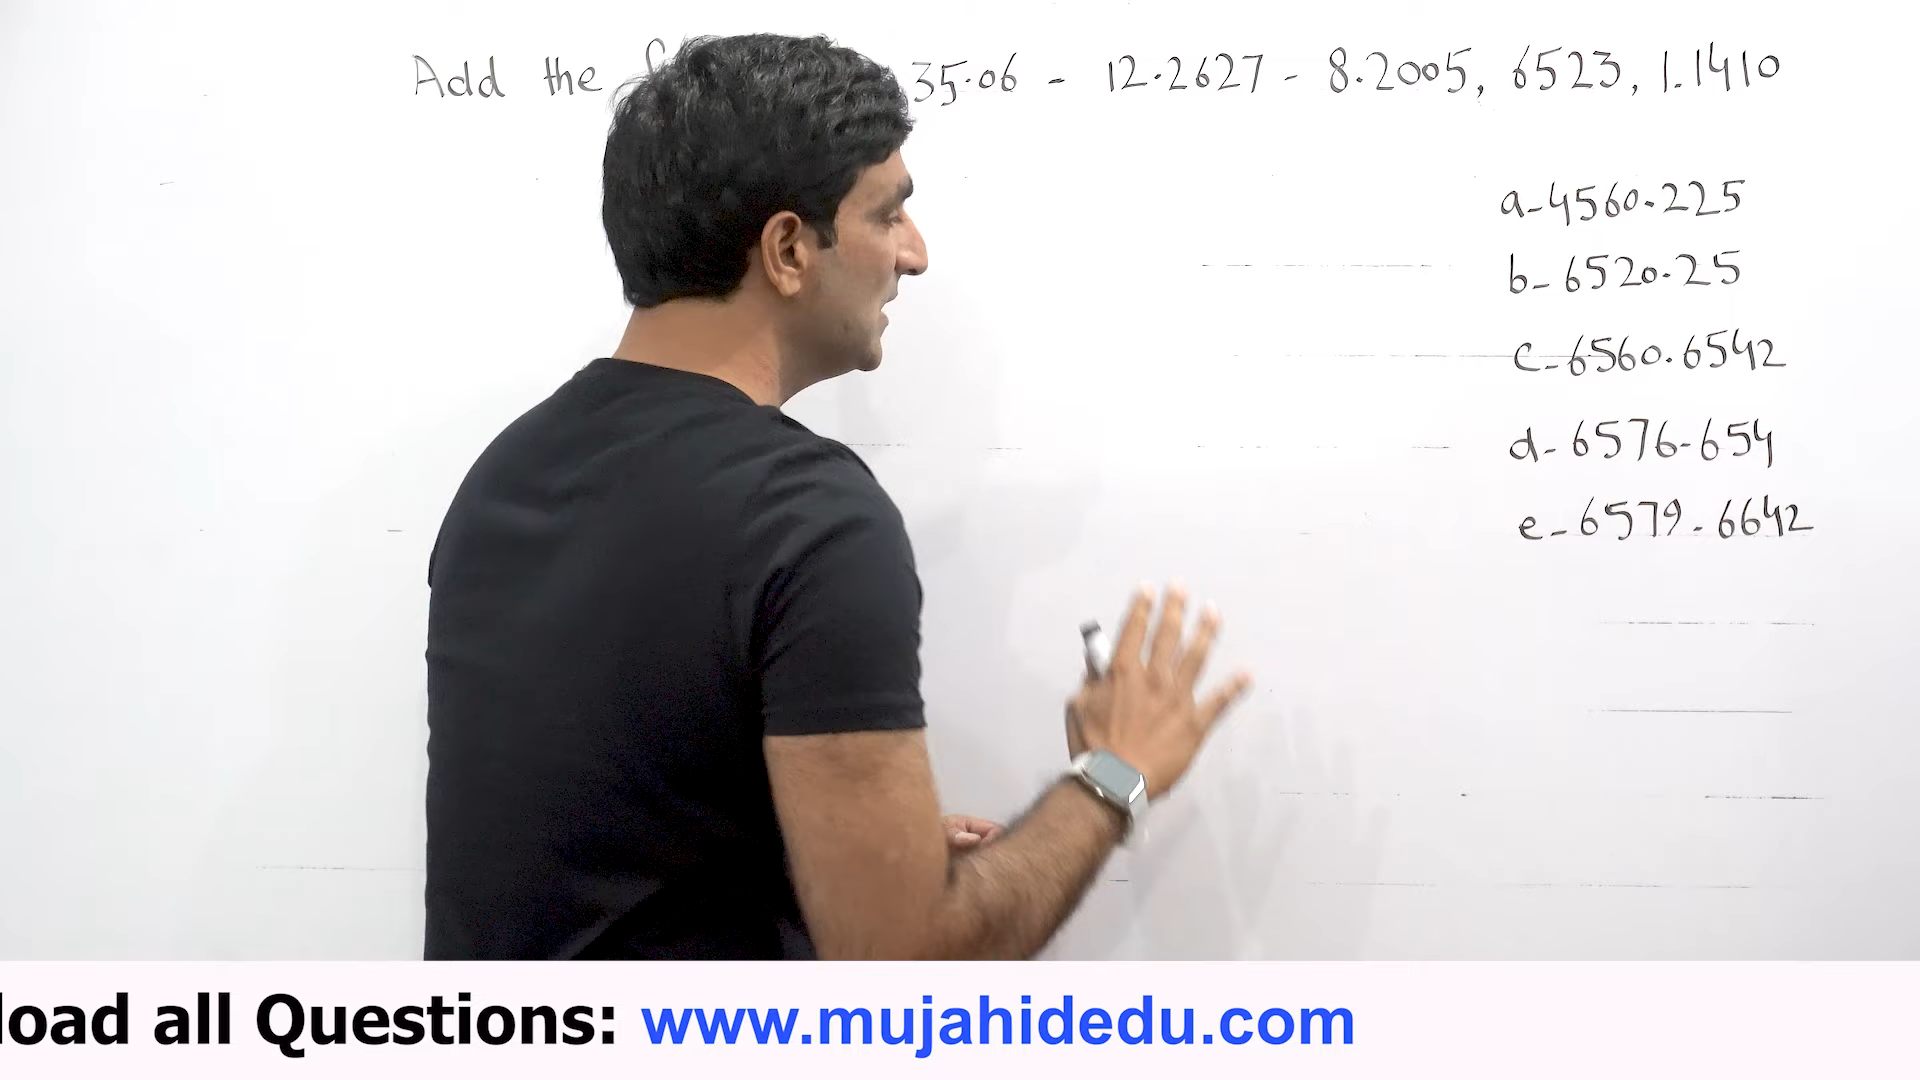 Add the 35.06 - 12.2627 - 8.2005, 6523, 1.1410
a-4560.225
b-6520.25
c-6560.6542
d-6576-654
e-6579.6642
load all Questions: www.mujahidedu.com